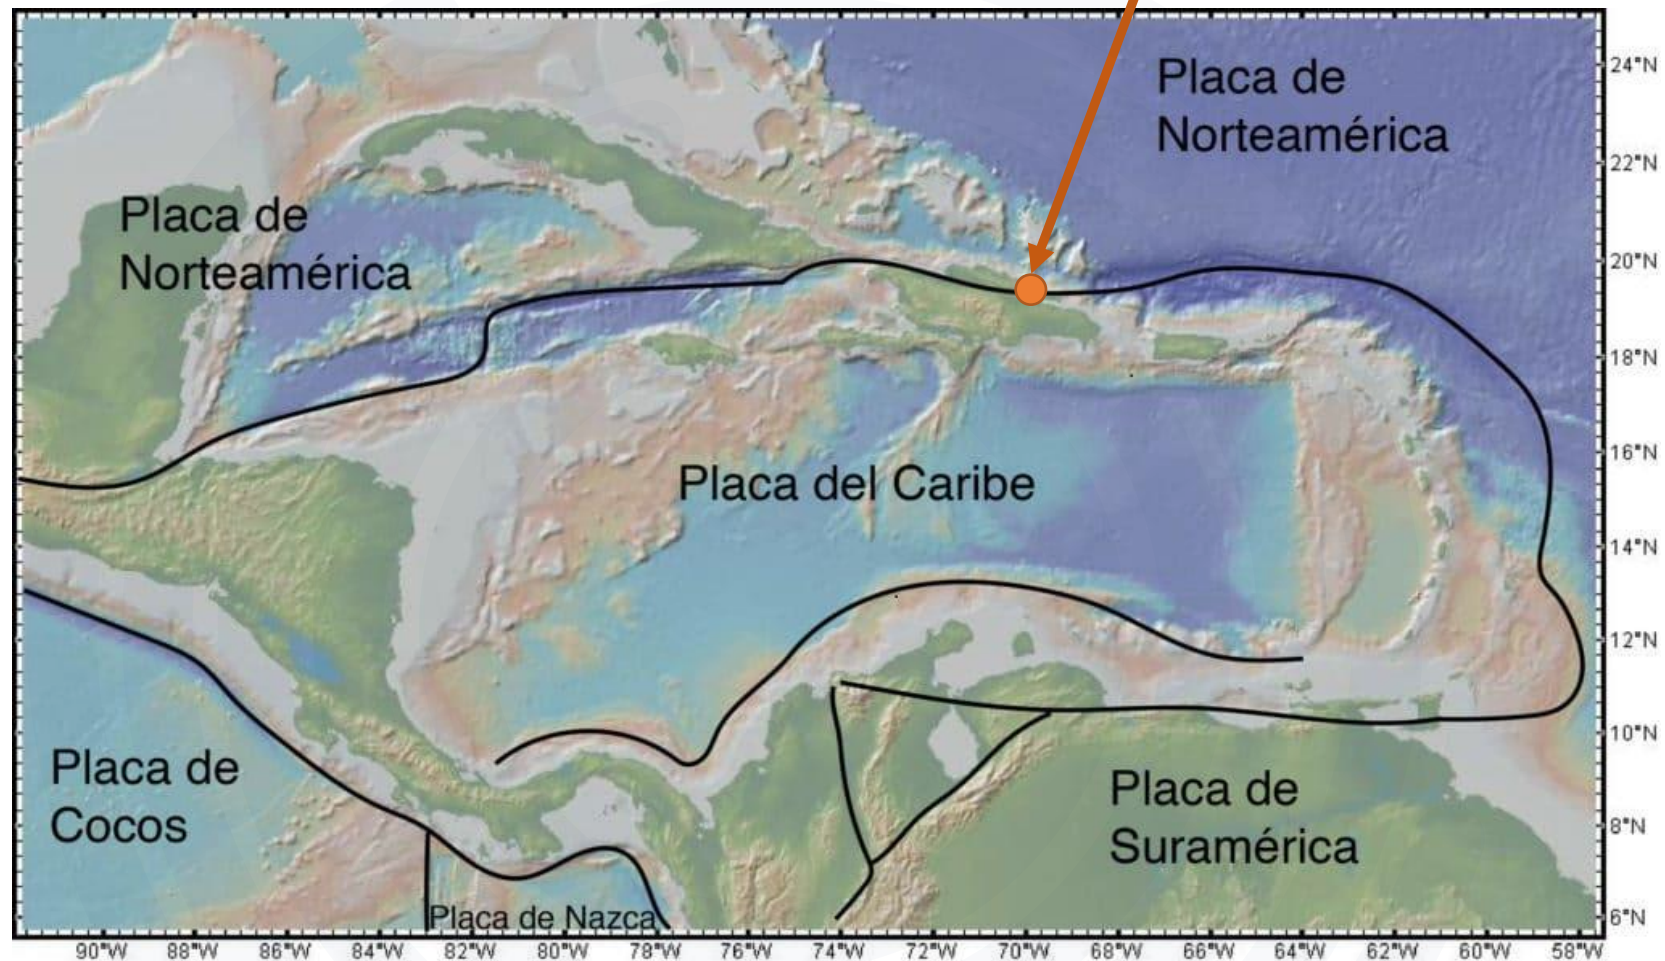 Placa de
Norteamérica
24°N
22°N
Placa de
Norteamérica
20°N
18°N
16°N
Placa del Caribe
14°N
12°N
10°N
Placa de
Cocos
Placa de
Suramérica
8°N
Placa de Nazca
6°N
90°W 88°W 86°W 84°W 82°W 80°W 78°W 76°W 74°W 72°W 70°W 68°W 66°W 64°W 62°W 60°W 58°W